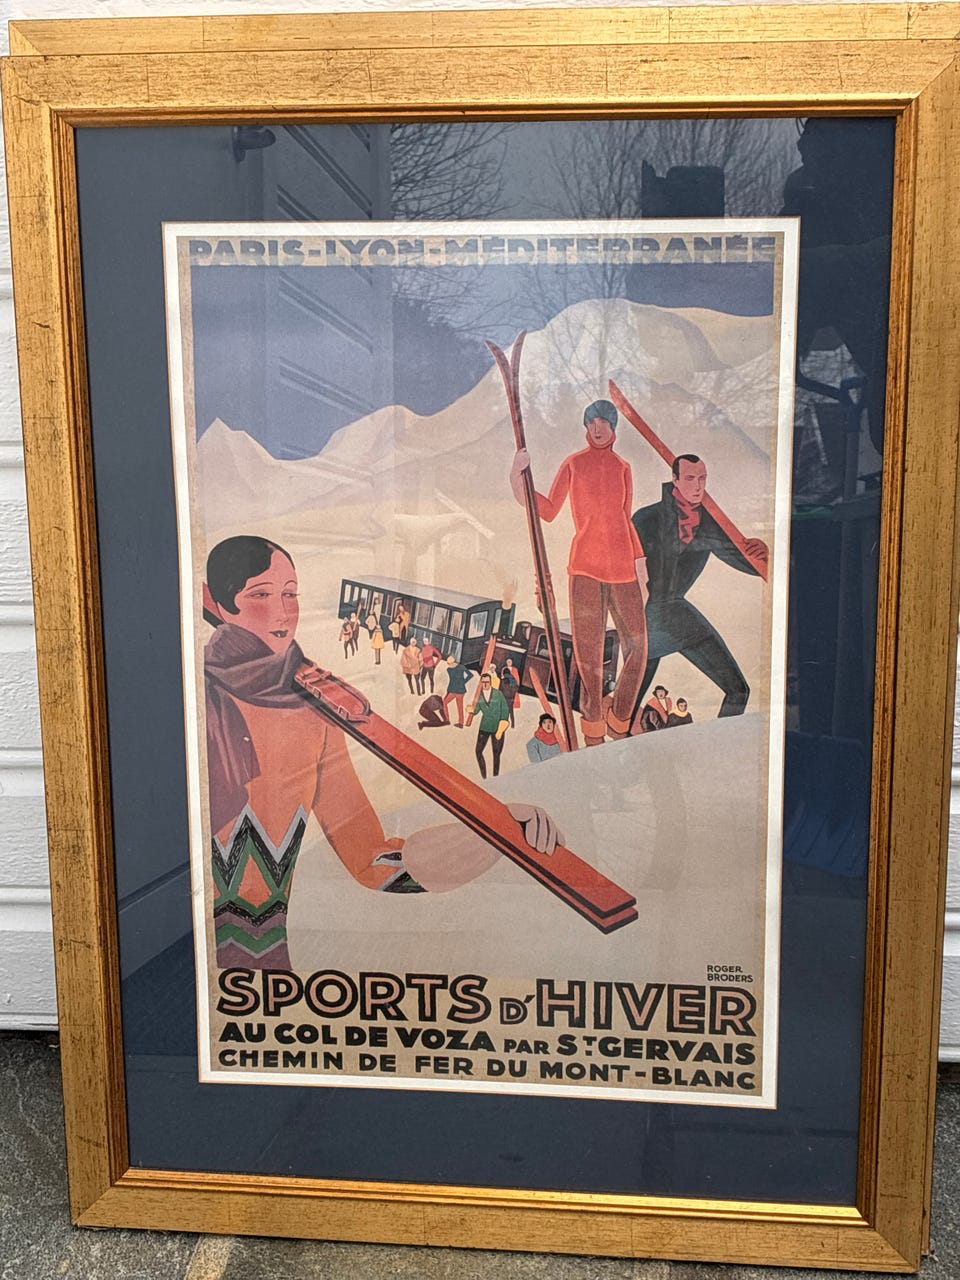 PARIS-LYON-MÉDITERRANÉE
ROGER
BRODERS
SPORTS D'HIVER
AU COL DE VOZA PAR ST GERVAIS
CHEMIN DE FER DU MONT-BLANC